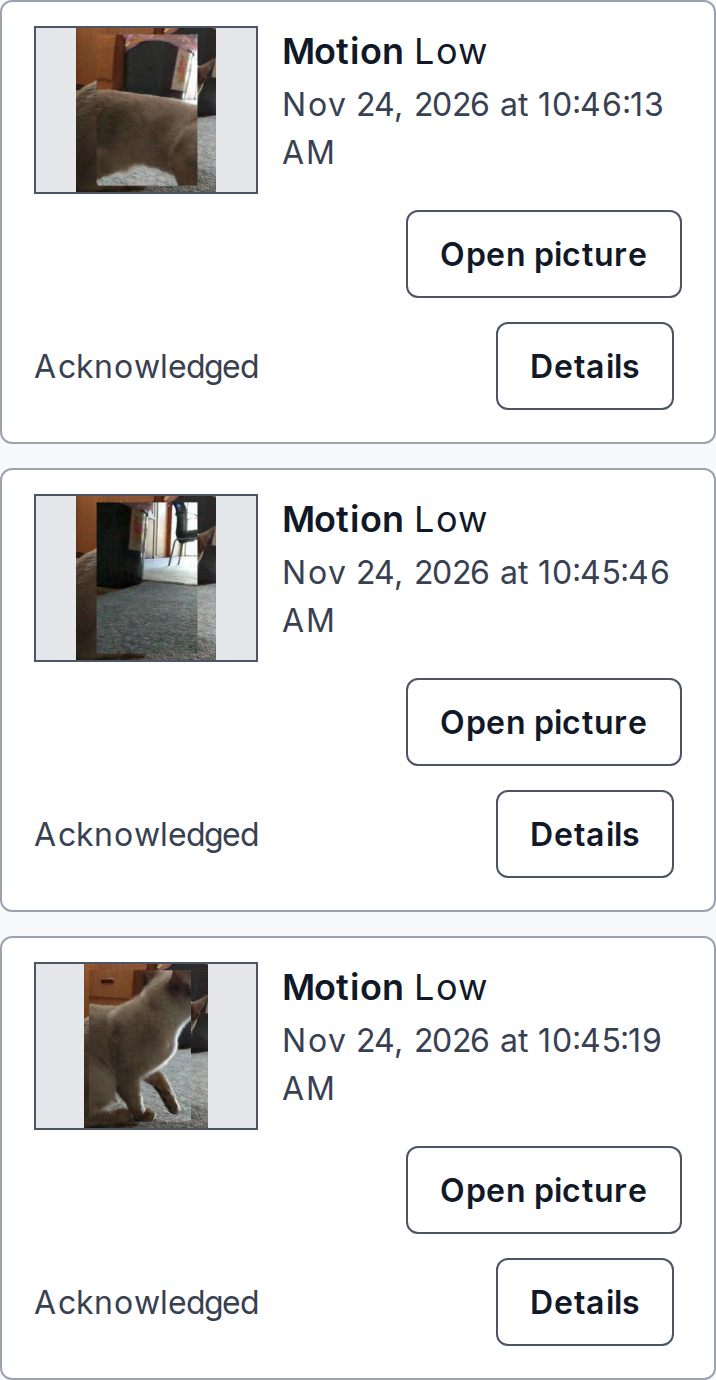 Motion Low
Nov 24, 2026 at 10:46:13
AM
Open picture
Acknowledged
Details
Motion Low
Nov 24, 2026 at 10:45:46
AM
Open picture
Acknowledged
Details
Motion Low
Nov 24, 2026 at 10:45:19
AM
Open picture
Acknowledged
Details